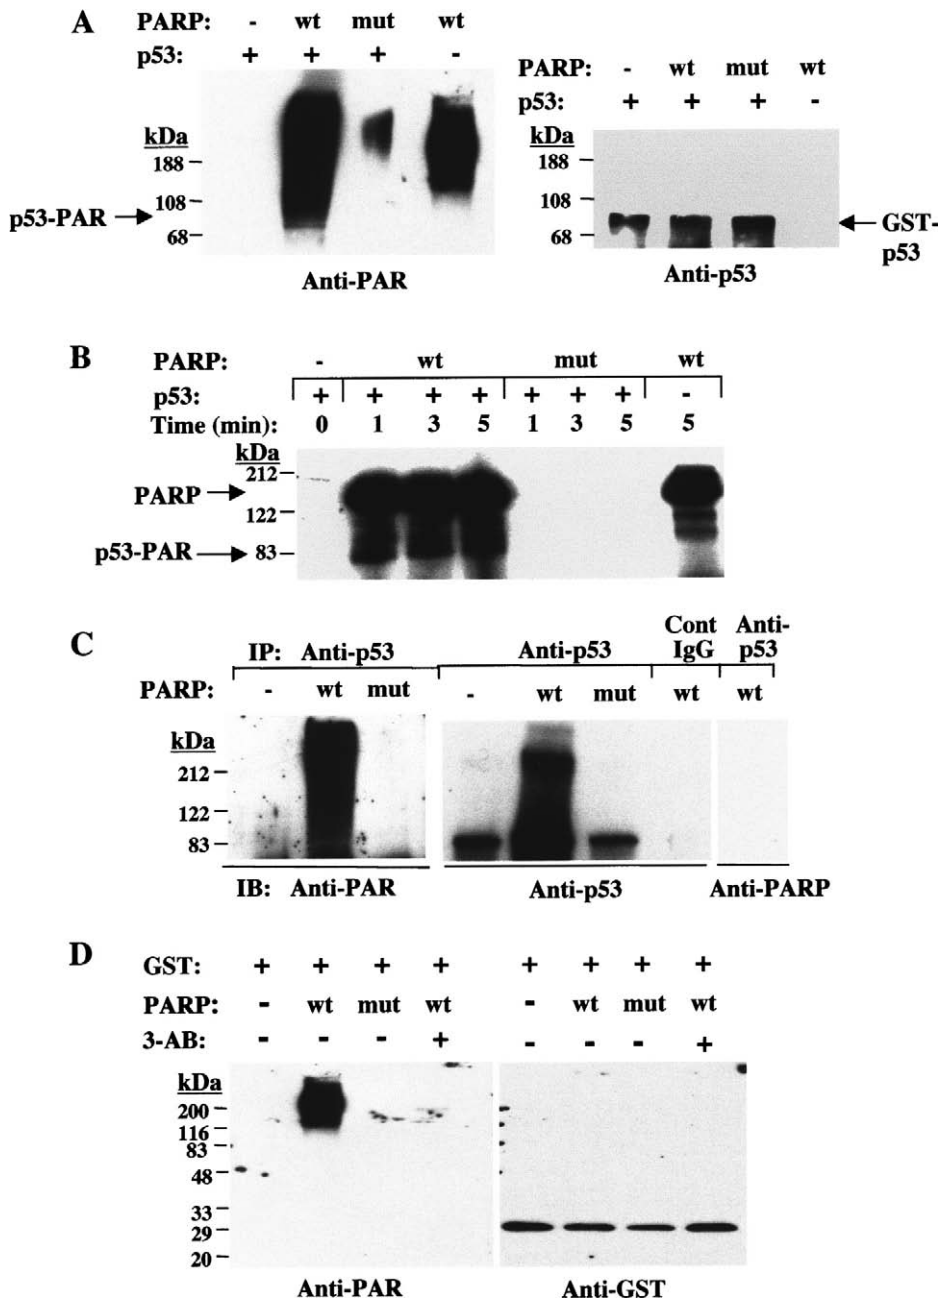 A
PARP: - wt mut wt
p53: + + + -
kDa
188
108
68
p53-PAR
Anti-PAR
PARP: - wt mut wt
p53: + + + -
kDa
188
108
68
GST-
p53
Anti-p53
B
PARP: - wt mut wt
p53: + + + + + + + -
Time (min): 0 1 3 5 1 3 5 5
kDa
212
PARP
122
p53-PAR
83
C
IP: Anti-p53 Anti-p53 Cont IgG Anti-p53
PARP: - wt mut - wt mut wt wt
kDa
212
122
83
IB: Anti-PAR Anti-p53 Anti-PARP
D
GST: + + + + + + + +
PARP: - wt mut wt - wt mut wt
3-AB: - - - + - - - +
kDa
200
116
83
48
33
29
20
Anti-PAR Anti-GST